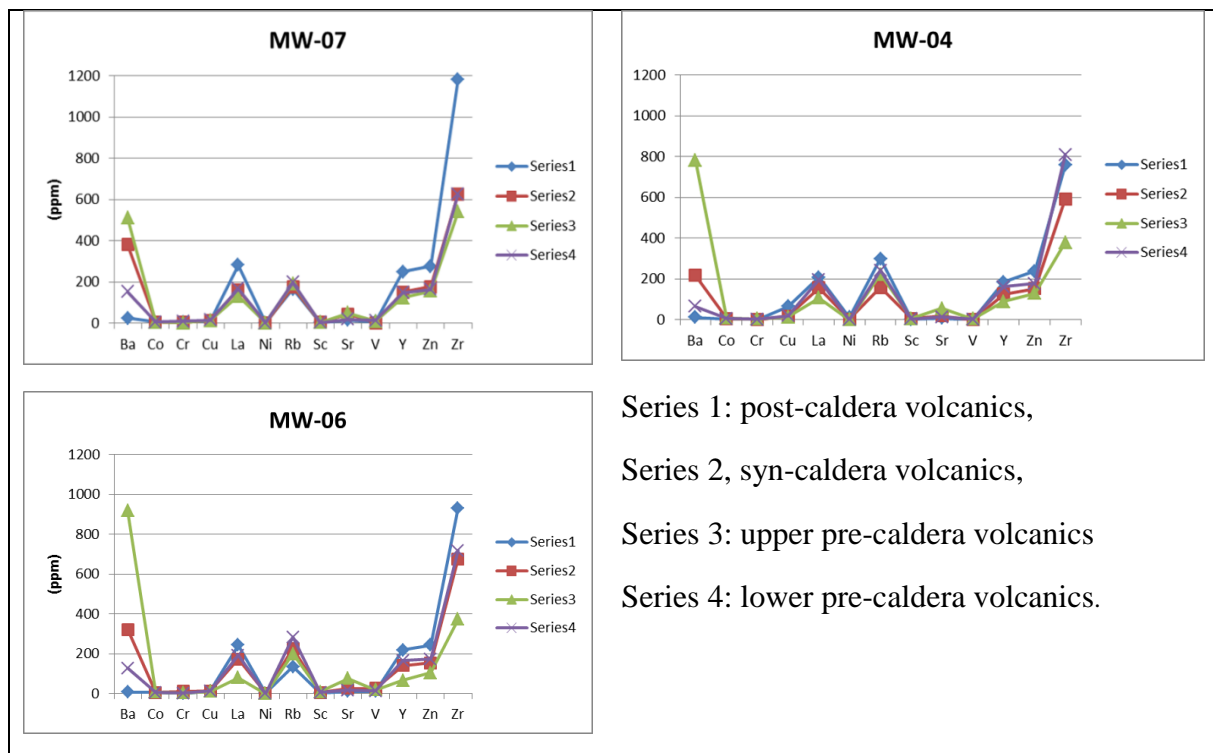 MW-07
(ppm)
1200
1000
800
600
400
200
0
Ba Co Cr Cu La Ni Rb Sc Sr V Y Zn Zr
Series1
Series2
Series3
Series4
MW-04
1200
1000
800
600
400
200
0
Ba Co Cr Cu La Ni Rb Sc Sr V Y Zn Zr
Series1
Series2
Series3
Series4
MW-06
(ppm)
1200
1000
800
600
400
200
0
Ba Co Cr Cu La Ni Rb Sc Sr V Y Zn Zr
Series1
Series2
Series3
Series4
Series 1: post-caldera volcanics,
Series 2, syn-caldera volcanics,
Series 3: upper pre-caldera volcanics
Series 4: lower pre-caldera volcanics.